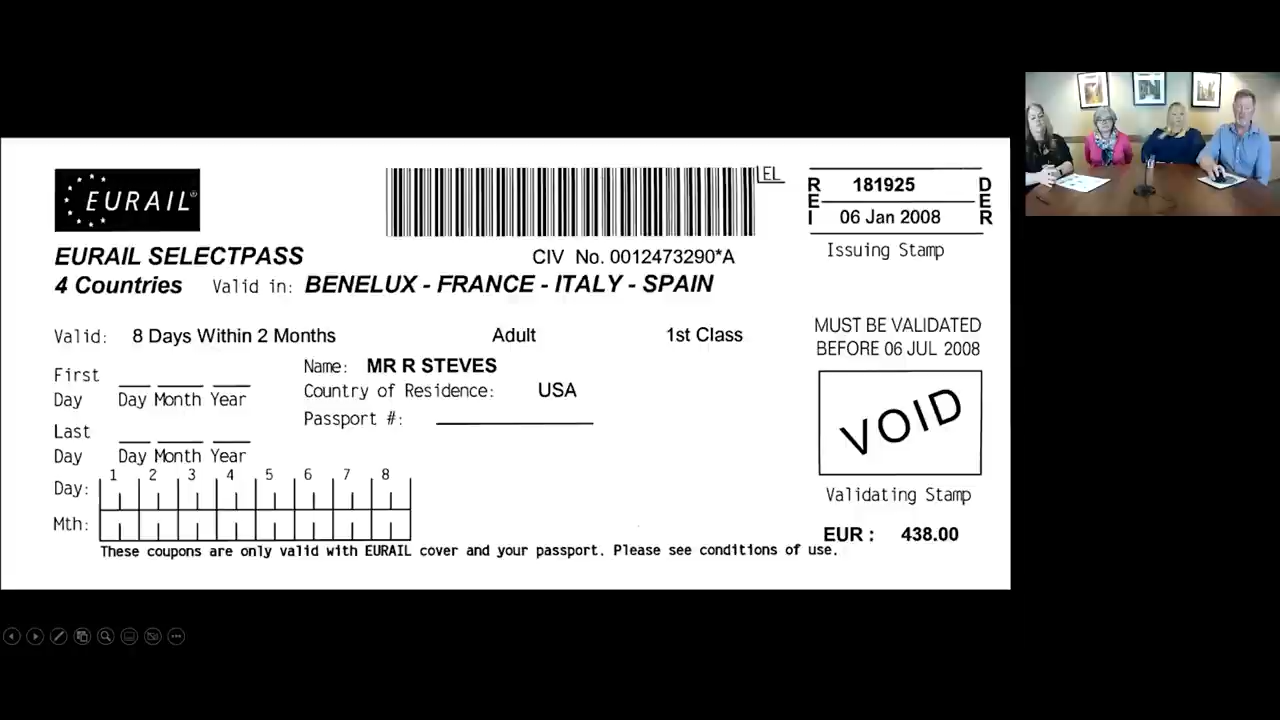 EURAIL®
EL
REI
181925
DER
06 Jan 2008
Issuing Stamp
EURAIL SELECTPASS
CIV No. 0012473290*A
4 Countries Valid in: BENELUX - FRANCE - ITALY - SPAIN
Valid: 8 Days Within 2 Months Adult 1st Class
MUST BE VALIDATED
BEFORE 06 JUL 2008
First
Day
Day Month Year
Name: MR R STEVES
Country of Residence: USA
Passport #:
Last
Day
Day Month Year
1 2 3 4 5 6 7 8
Day:
Mth:
VOID
Validating Stamp
EUR : 438.00
These coupons are only valid with EURAIL cover and your passport. Please see conditions of use.